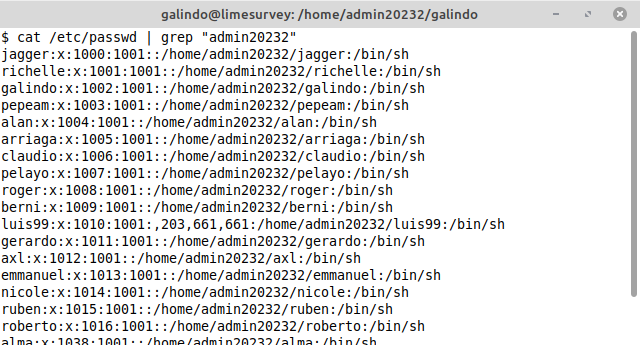 galindo@limesurvey: /home/admin20232/galindo
$ cat /etc/passwd | grep "admin20232"
jagger:x:1000:1001::/home/admin20232/jagger:/bin/sh
richelle:x:1001:1001::/home/admin20232/richelle:/bin/sh
galindo:x:1002:1001::/home/admin20232/galindo:/bin/sh
pepeam:x:1003:1001::/home/admin20232/pepeam:/bin/sh
alan:x:1004:1001::/home/admin20232/alan:/bin/sh
arriaga:x:1005:1001::/home/admin20232/arriaga:/bin/sh
claudio:x:1006:1001::/home/admin20232/claudio:/bin/sh
pelayo:x:1007:1001::/home/admin20232/pelayo:/bin/sh
roger:x:1008:1001::/home/admin20232/roger:/bin/sh
berni:x:1009:1001::/home/admin20232/berni:/bin/sh
luis99:x:1010:1001:,203,661,661:/home/admin20232/luis99:/bin/sh
gerardo:x:1011:1001::/home/admin20232/gerardo:/bin/sh
axl:x:1012:1001::/home/admin20232/axl:/bin/sh
emmanuel:x:1013:1001::/home/admin20232/emmanuel:/bin/sh
nicole:x:1014:1001::/home/admin20232/nicole:/bin/sh
ruben:x:1015:1001::/home/admin20232/ruben:/bin/sh
roberto:x:1016:1001::/home/admin20232/roberto:/bin/sh
alma:x:1038:1001::/home/admin20232/alma:/bin/sh